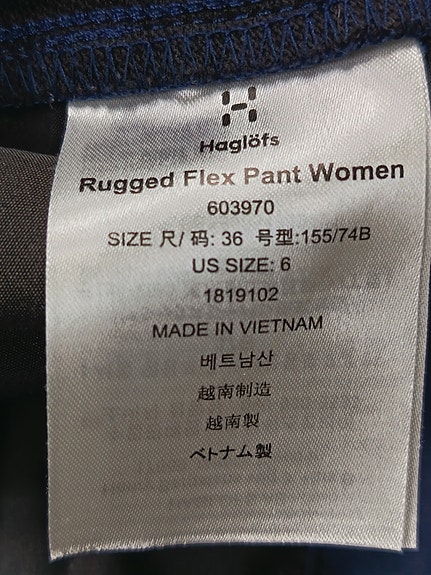 Haglöfs
Rugged Flex Pant Women
603970
SIZE 尺/ 码: 36 号型:155/74B
US SIZE: 6
1819102
MADE IN VIETNAM
베트남산
越南制造
越南製
ベトナム製